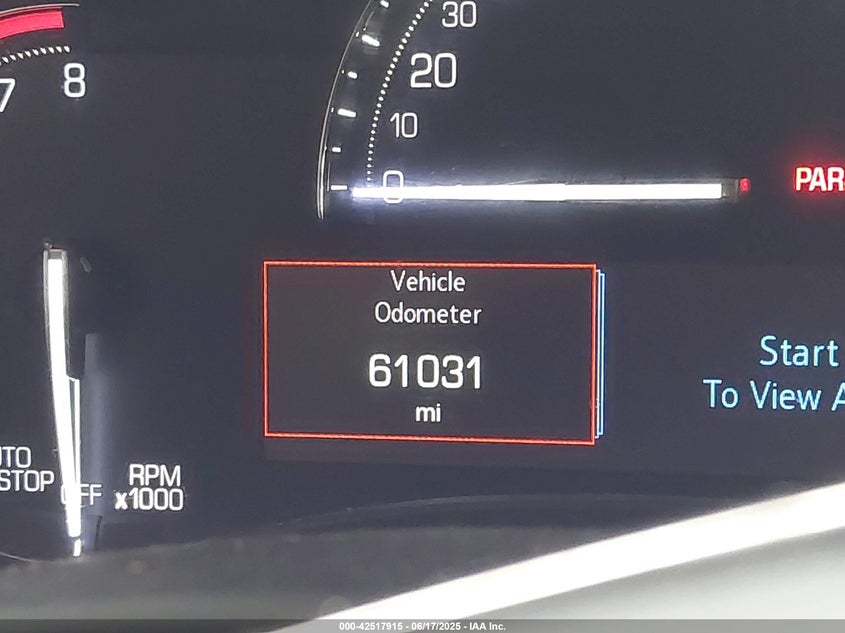 30
20
10
0
7
8
PAR
Vehicle
Odometer
61031
mi
Start
To View A
UTO
STOP
OFF
RPM
x1000
000-42517915 - 06/17/2025 - IAA Inc.